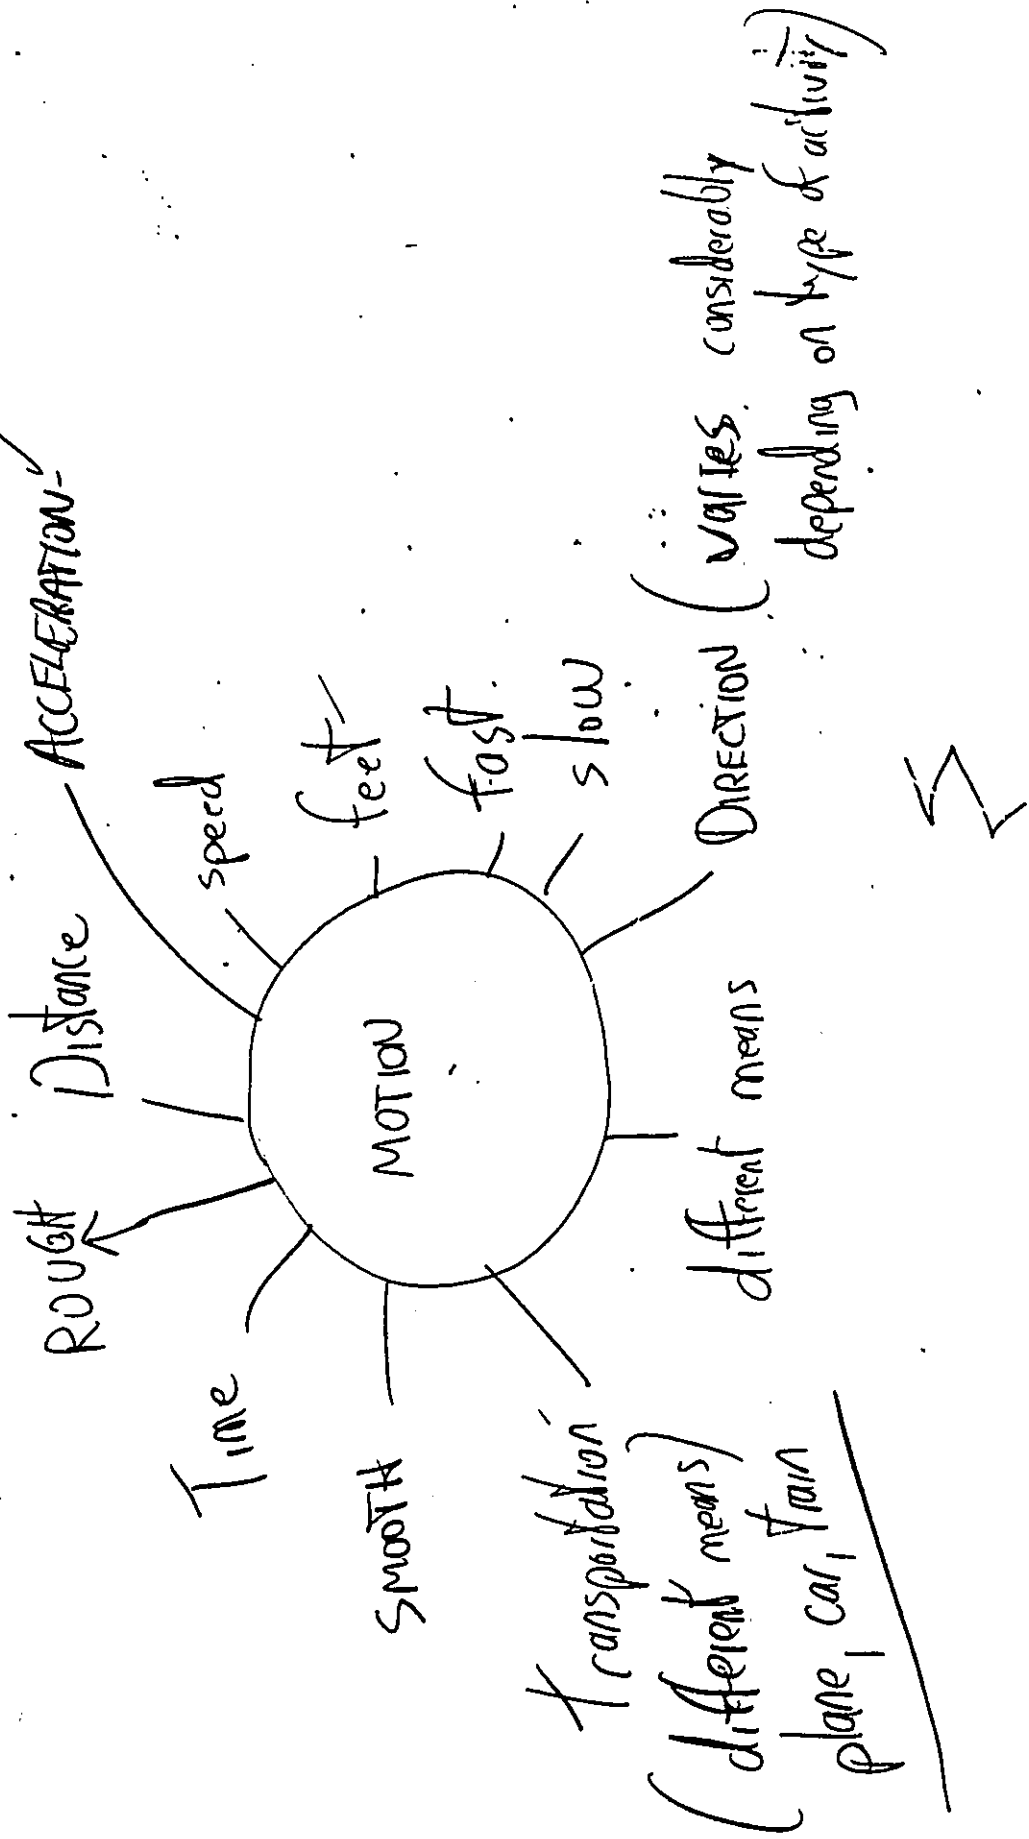 MOTION
ROUGH
Distance
ACCELERATION-
speed
feet
fast
slow
DIRECTION (varies considerably
depending on type of activity)
different means
transportation
(different means)
plane, car, train
SMOOTH
Time